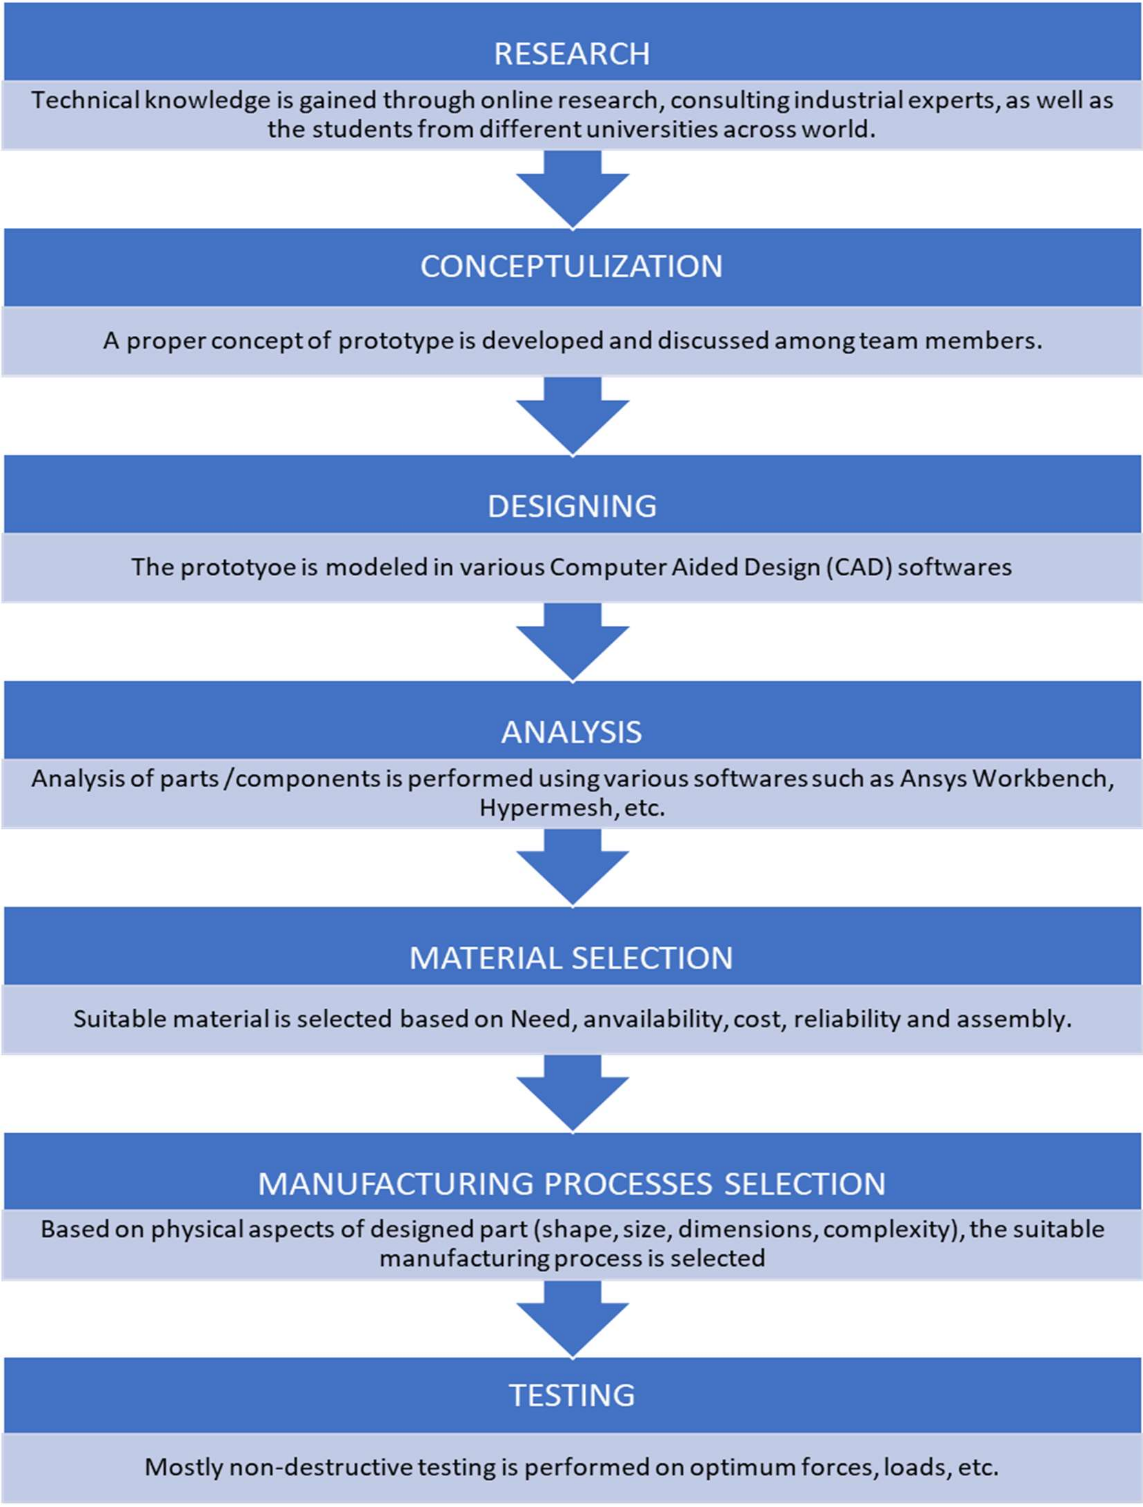 RESEARCH
Technical knowledge is gained through online research, consulting industrial experts, as well as
the students from different universities across world.
CONCEPTULIZATION
A proper concept of prototype is developed and discussed among team members.
DESIGNING
The prototyoe is modeled in various Computer Aided Design (CAD) softwares
ANALYSIS
Analysis of parts /components is performed using various softwares such as Ansys Workbench,
Hypermesh, etc.
MATERIAL SELECTION
Suitable material is selected based on Need, anvailability, cost, reliability and assembly.
MANUFACTURING PROCESSES SELECTION
Based on physical aspects of designed part (shape, size, dimensions, complexity), the suitable
manufacturing process is selected
TESTING
Mostly non-destructive testing is performed on optimum forces, loads, etc.